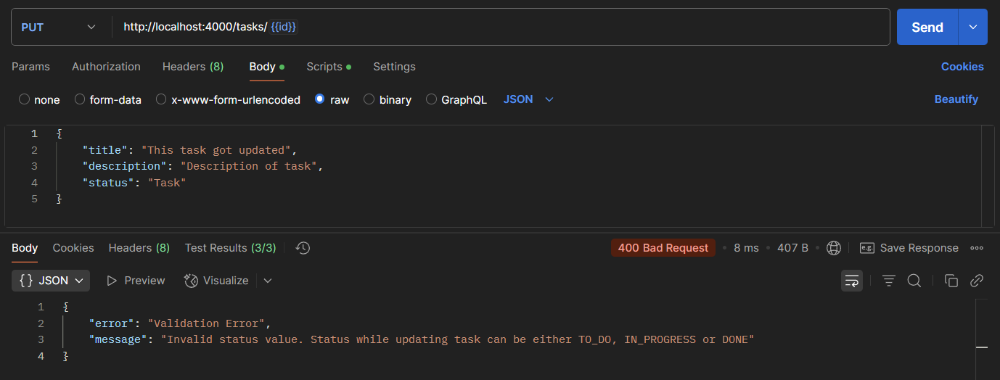 PUT http://localhost:4000/tasks/{{id}} Send
Params Authorization Headers (8) Body Scripts Settings Cookies
none form-data x-www-form-urlencoded raw binary GraphQL JSON Beautify
1 {
2 "title": "This task got updated",
3 "description": "Description of task",
4 "status": "Task"
5 }
Body Cookies Headers (8) Test Results (3/3) 400 Bad Request 8 ms 407 B e.g. Save Response
{} JSON Preview Visualize
1 {
2 "error": "Validation Error",
3 "message": "Invalid status value. Status while updating task can be either TO_DO, IN_PROGRESS or DONE"
4 }